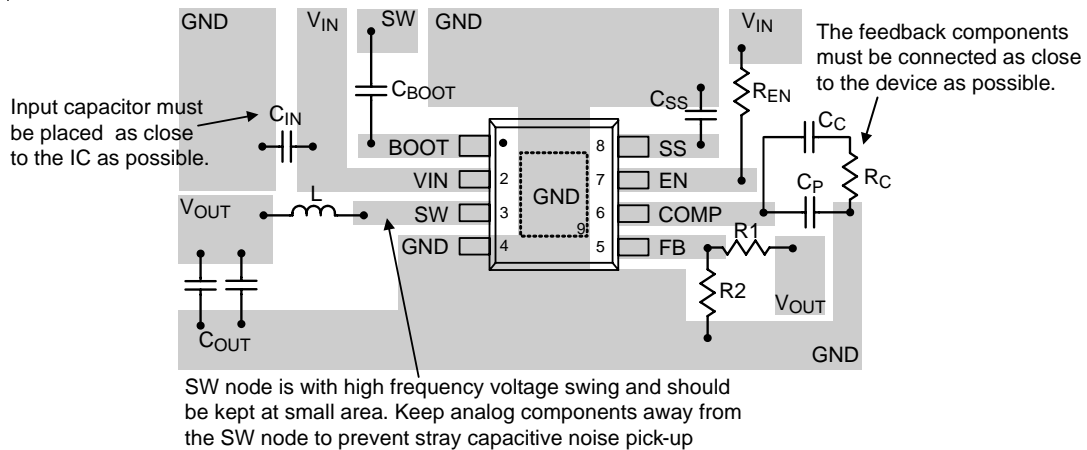 GND
VIN
SW
GND
VIN
The feedback components
must be connected as close
to the device as possible.
Input capacitor must
be placed as close
to the IC as possible.
CIN
CBOOT
CSS
REN
CC
RC
CP
BOOT
8
SS
VIN
2
GND
7
EN
VOUT
L
SW
3
6
COMP
9
GND
4
5
FB
R1
R2
VOUT
COUT
GND
SW node is with high frequency voltage swing and should
be kept at small area. Keep analog components away from
the SW node to prevent stray capacitive noise pick-up